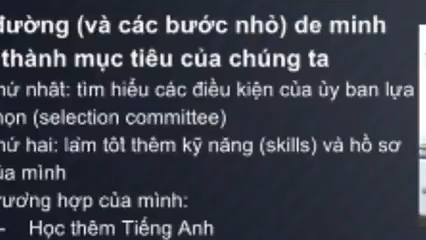 đường (và các bước nhỏ) de minh
thành mục tiêu của chúng ta
hứ nhât: tìm hiểu các điều kiện của ủy ban lựa
họn (selection committee)
hứ hai: làm tốt thêm kỹ năng (skills) và hồ sơ
ủa mình
rương hợp của mình:
- Học thêm Tiếng Anh